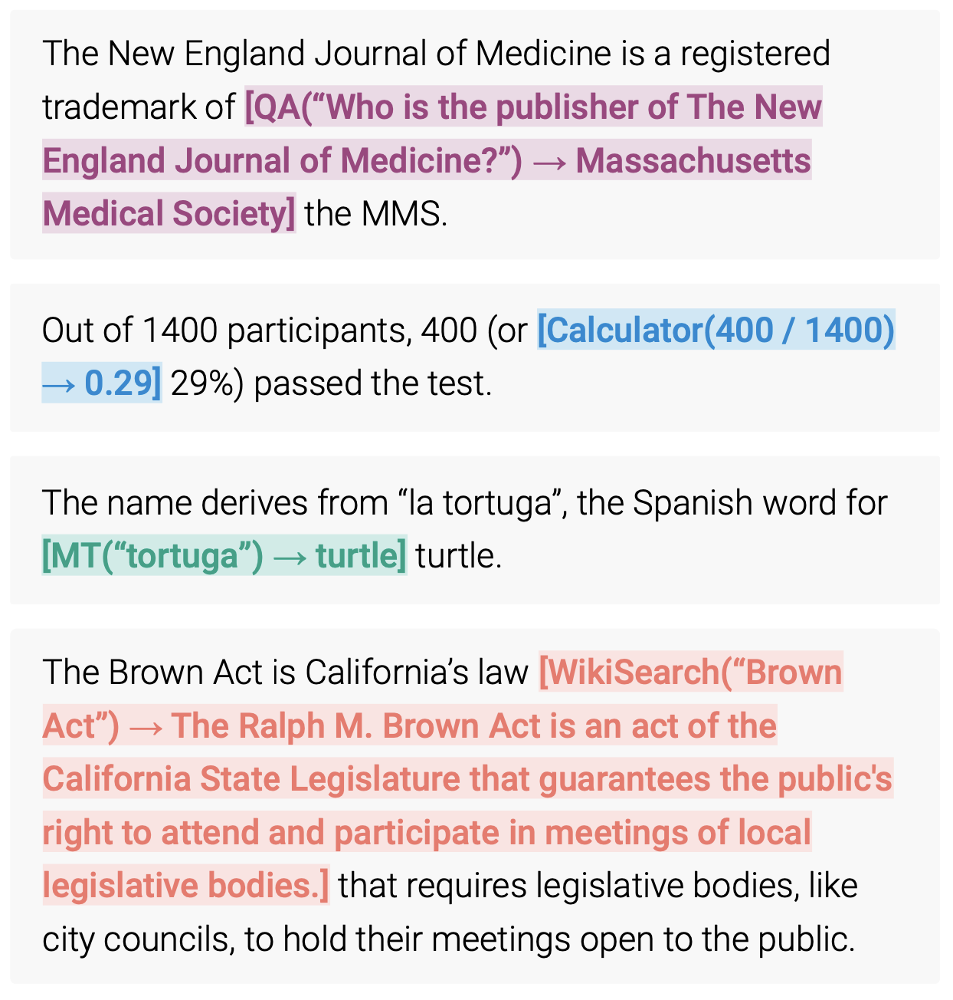 The New England Journal of Medicine is a registered
trademark of [QA(“Who is the publisher of The New
England Journal of Medicine?”) → Massachusetts
Medical Society] the MMS.
Out of 1400 participants, 400 (or [Calculator(400 / 1400)
→ 0.29] 29%) passed the test.
The name derives from “la tortuga”, the Spanish word for
[MT(“tortuga”) → turtle] turtle.
The Brown Act is California’s law [WikiSearch(“Brown
Act”) → The Ralph M. Brown Act is an act of the
California State Legislature that guarantees the public's
right to attend and participate in meetings of local
legislative bodies.] that requires legislative bodies, like
city councils, to hold their meetings open to the public.